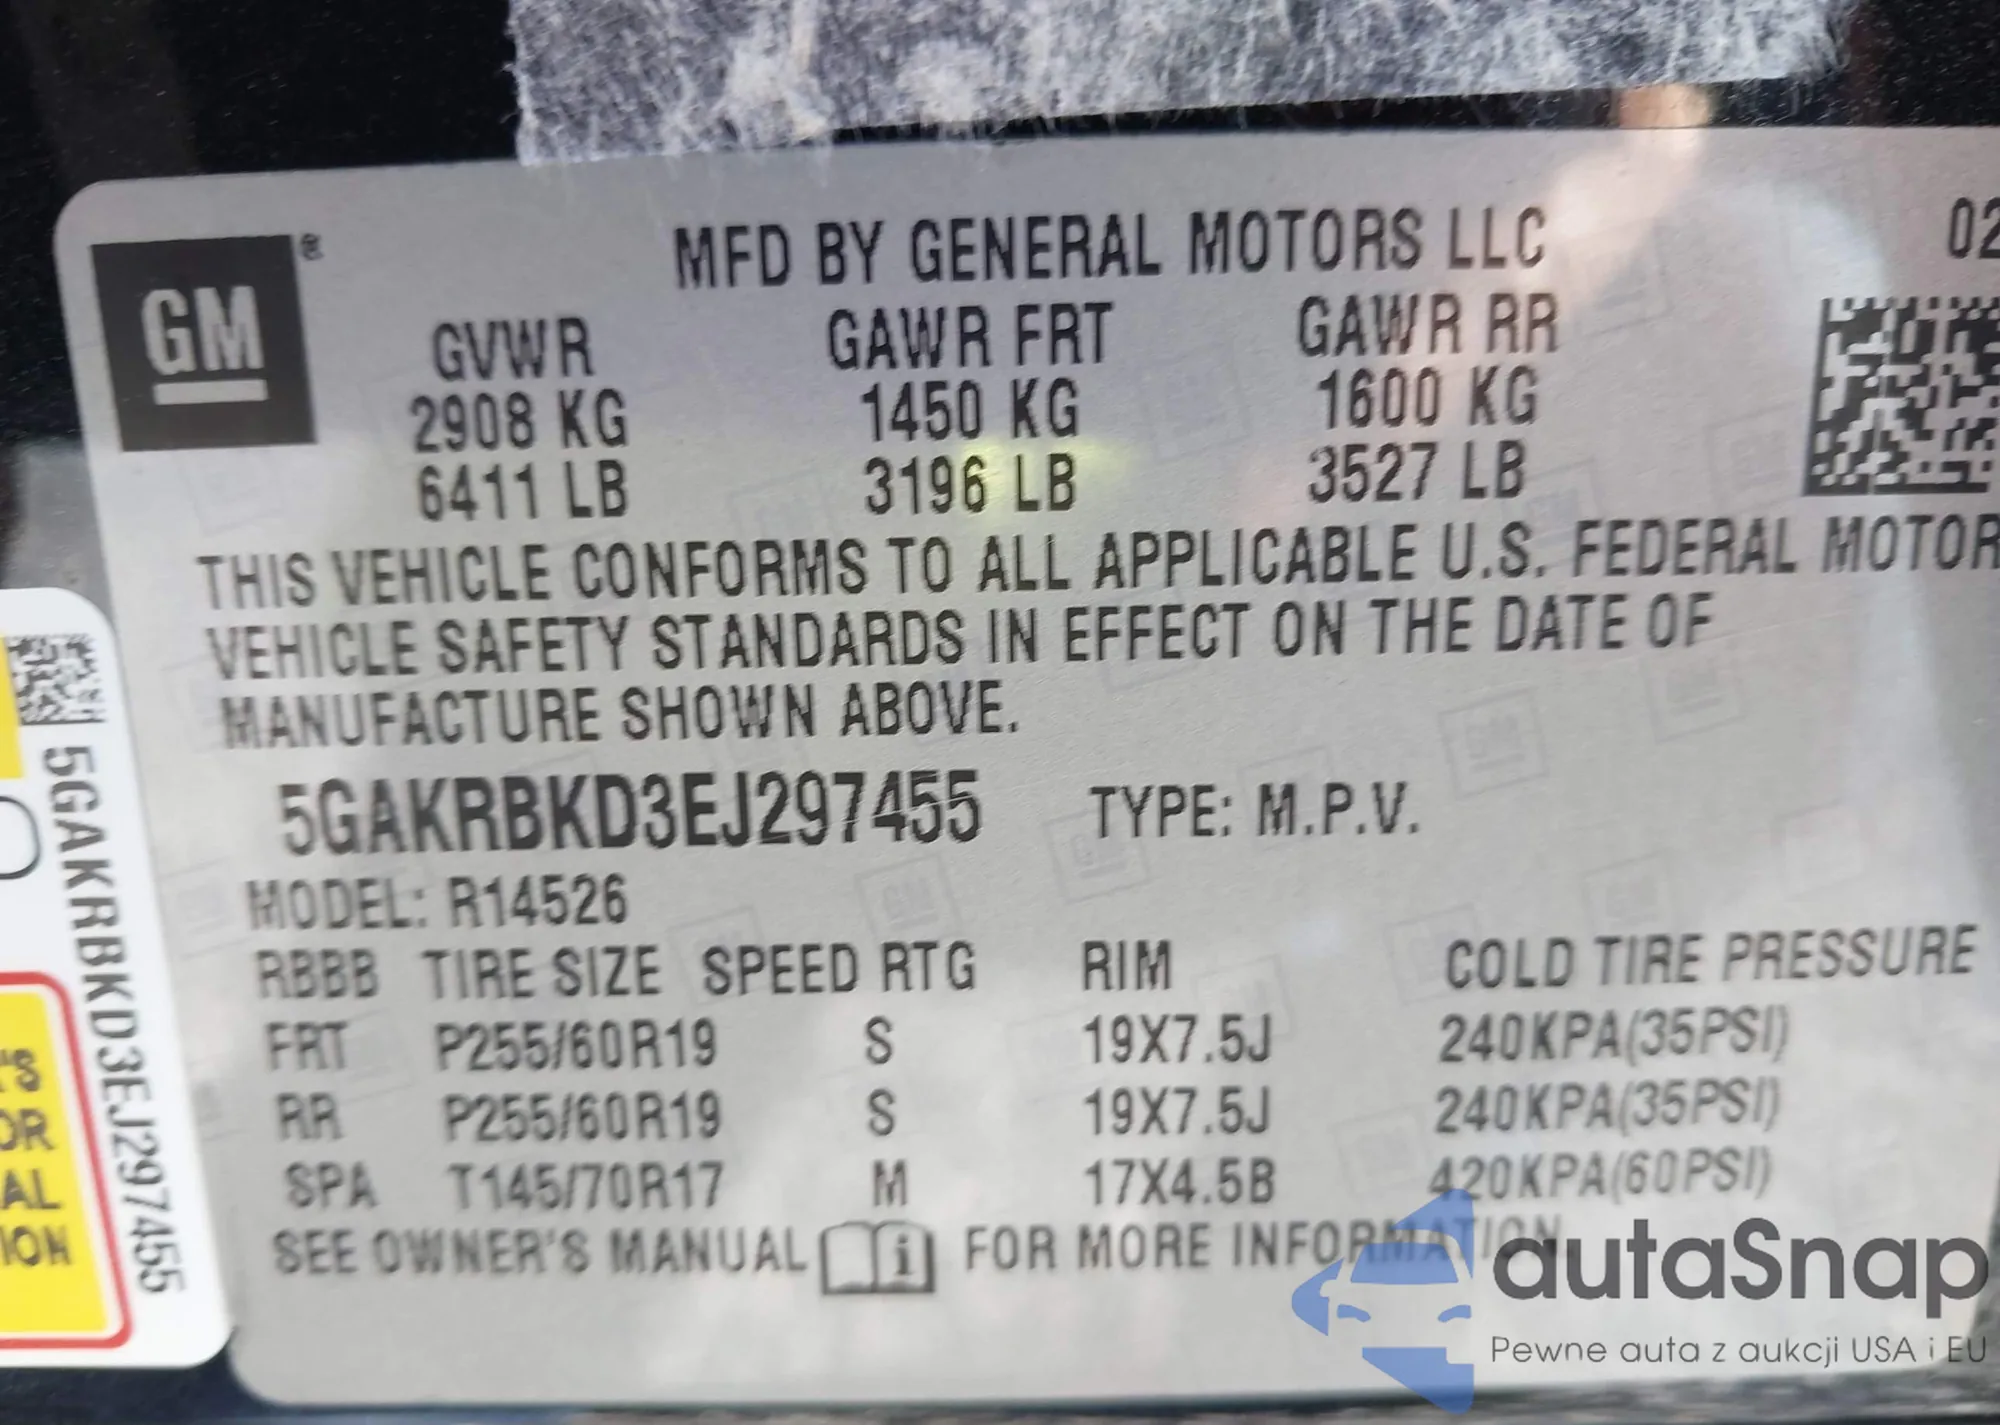 MFD BY GENERAL MOTORS LLC 02
GM ®
GVWR GAWR FRT GAWR RR
2908 KG 1450 KG 1600 KG
6411 LB 3196 LB 3527 LB
THIS VEHICLE CONFORMS TO ALL APPLICABLE U.S. FEDERAL MOTOR
VEHICLE SAFETY STANDARDS IN EFFECT ON THE DATE OF
MANUFACTURE SHOWN ABOVE.
5GAKRBKD3EJ297455 TYPE: M.P.V.
MODEL: R14526
RBBB TIRE SIZE SPEED RTG RIM COLD TIRE PRESSURE
FRT P255/60R19 S 19X7.5J 240KPA(35PSI)
RR P255/60R19 S 19X7.5J 240KPA(35PSI)
SPA T145/70R17 M 17X4.5B 420KPA(60PSI)
SEE OWNER'S MANUAL i FOR MORE INFORMATION.
5GAKRBKD3EJ297455
'S
OR
AL
ION
autaSnap
Pewne auta z aukcji USA i EU